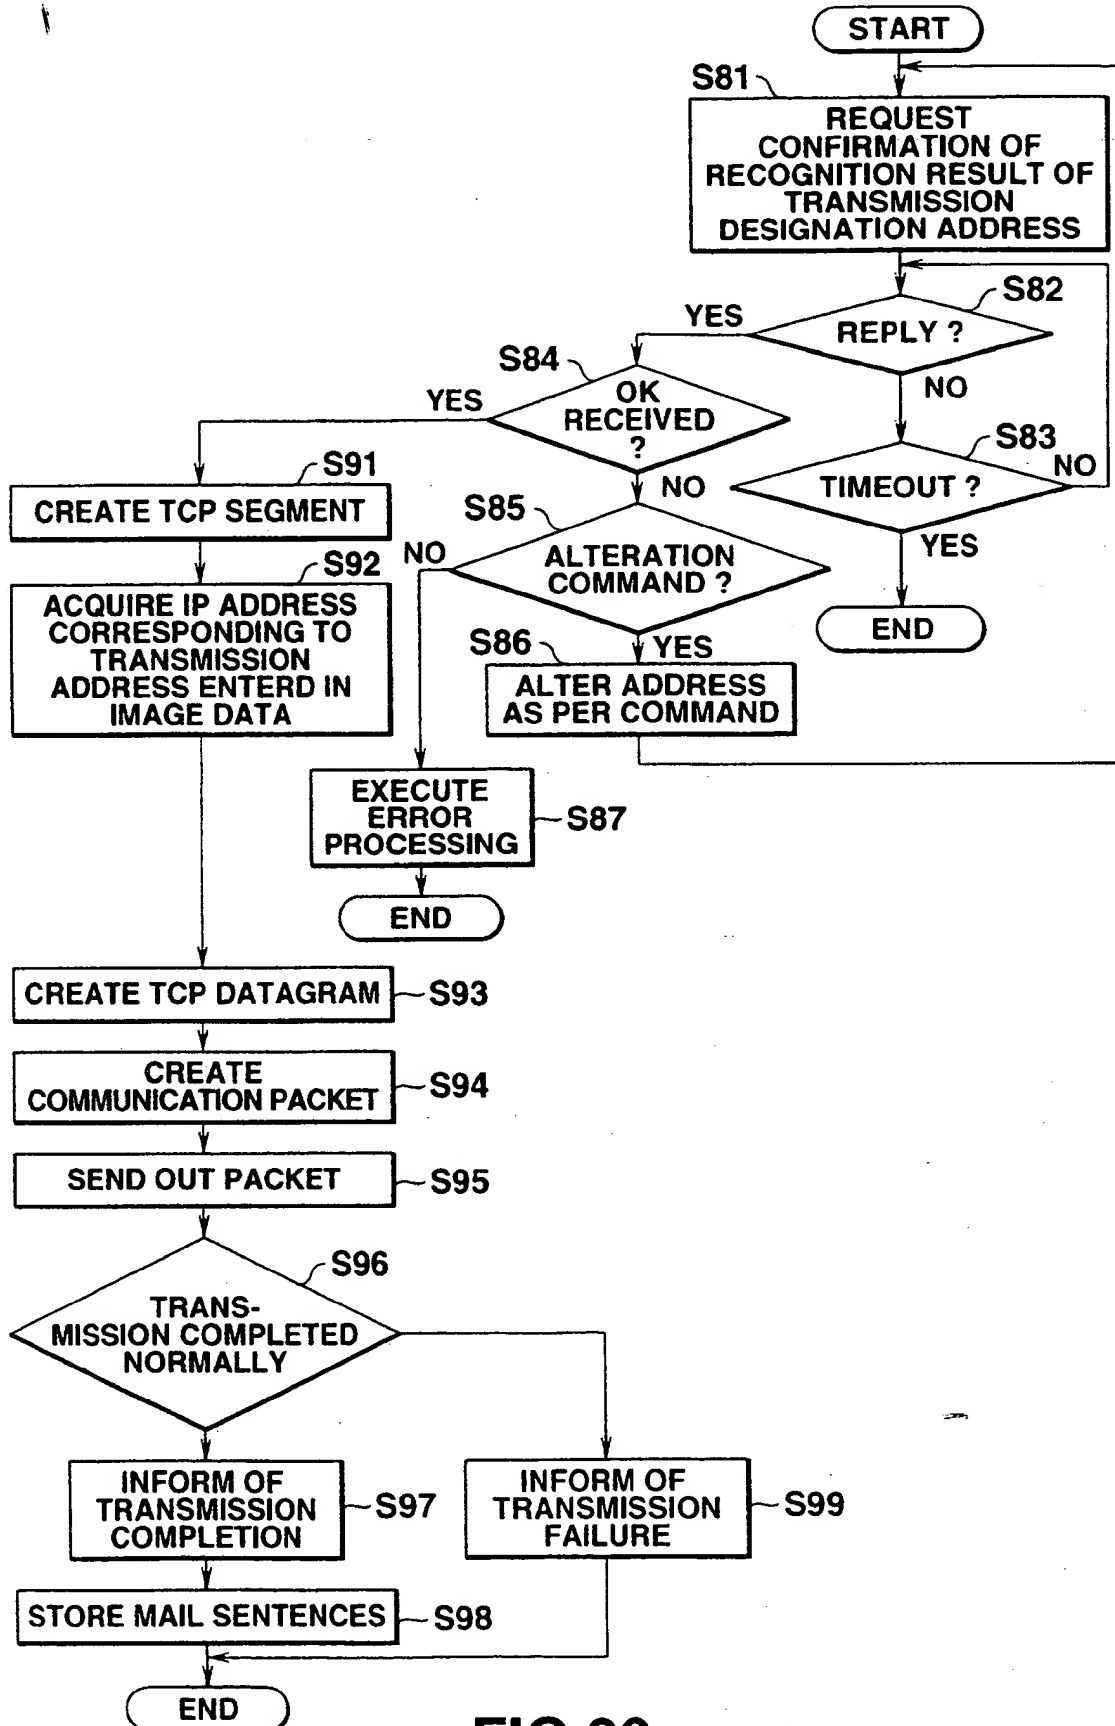 START
S81
REQUEST
CONFIRMATION OF
RECOGNITION RESULT OF
TRANSMISSION
DESIGNATION ADDRESS
S82
REPLY ?
YES
NO
S83
TIMEOUT ?
NO
YES
END
S84
OK
RECEIVED
?
YES
NO
S85
ALTERATION
COMMAND ?
NO
YES
S86
ALTER ADDRESS
AS PER COMMAND
EXECUTE
ERROR
PROCESSING
S87
END
S91
CREATE TCP SEGMENT
S92
ACQUIRE IP ADDRESS
CORRESPONDING TO
TRANSMISSION
ADDRESS ENTERD IN
IMAGE DATA
CREATE TCP DATAGRAM
S93
CREATE
COMMUNICATION PACKET
S94
SEND OUT PACKET
S95
S96
TRANS-
MISSION COMPLETED
NORMALLY
INFORM OF
TRANSMISSION
COMPLETION
S97
INFORM OF
TRANSMISSION
FAILURE
S99
STORE MAIL SENTENCES
S98
END